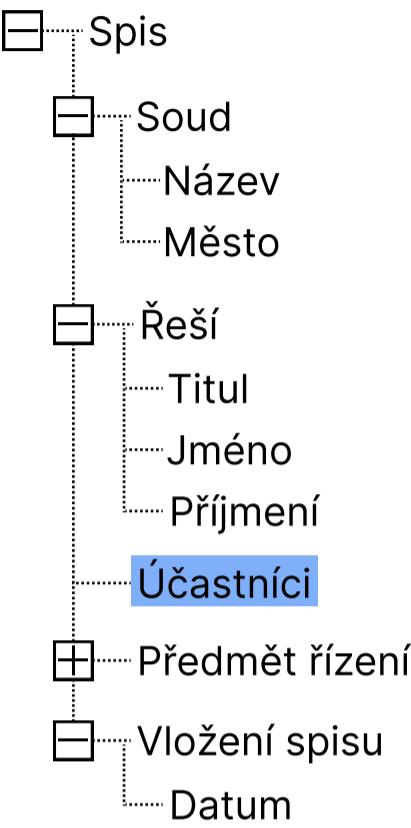 Spis
Soud
Název
Město
Řeší
Titul
Jméno
Příjmení
Účastníci
Předmět řízení
Vložení spisu
Datum